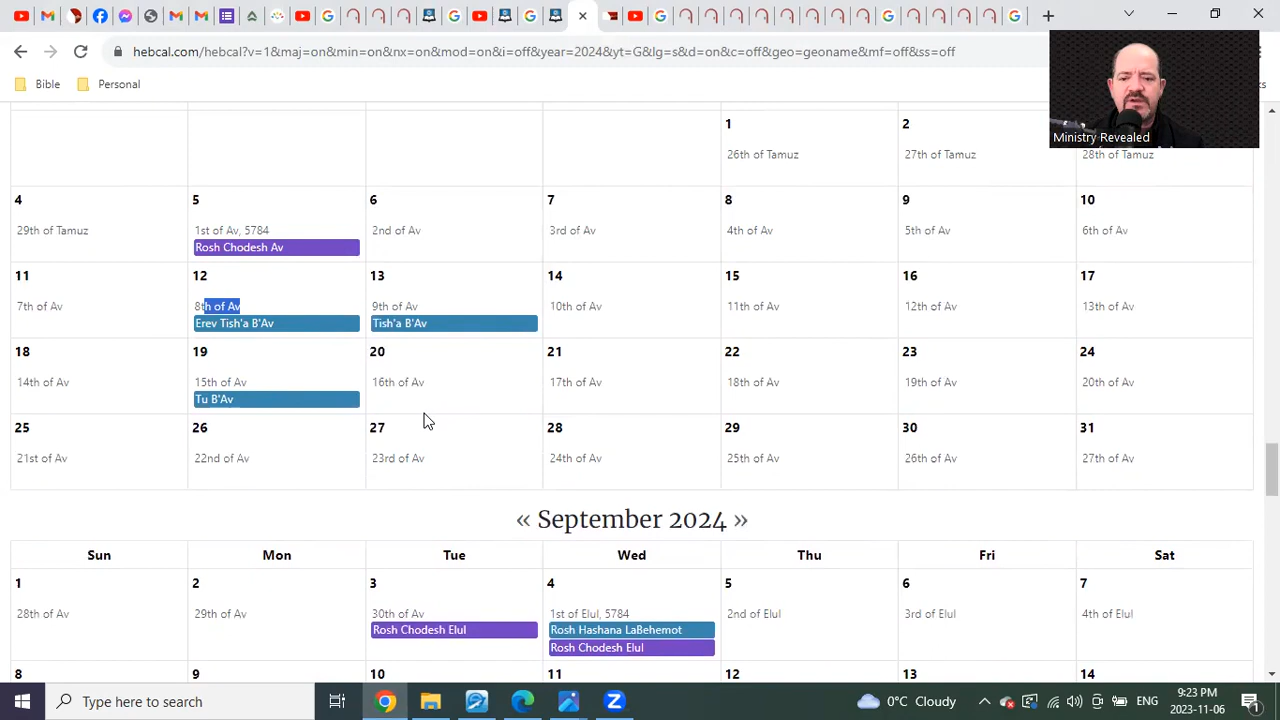 hebcal.com/hebcal?v=1&maj=on&min=on&nx=on&mod=on&i=off&year=2024&yt=G&lg=s&d=on&c=off&geo=geoname&mf=off&ss=off
Bible Personal
Ministry Revealed
1 2
26th of Tamuz 27th of Tamuz 28th of Tamuz
4 5 6 7 8 9 10
29th of Tamuz 1st of Av, 5784 2nd of Av 3rd of Av 4th of Av 5th of Av 6th of Av
Rosh Chodesh Av
11 12 13 14 15 16 17
7th of Av 8th of Av 9th of Av 10th of Av 11th of Av 12th of Av 13th of Av
Erev Tish'a B'Av Tish'a B'Av
18 19 20 21 22 23 24
14th of Av 15th of Av 16th of Av 17th of Av 18th of Av 19th of Av 20th of Av
Tu B'Av
25 26 27 28 29 30 31
21st of Av 22nd of Av 23rd of Av 24th of Av 25th of Av 26th of Av 27th of Av
« September 2024 »
Sun Mon Tue Wed Thu Fri Sat
1 2 3 4 5 6 7
28th of Av 29th of Av 30th of Av 1st of Elul, 5784 2nd of Elul 3rd of Elul 4th of Elul
Rosh Chodesh Elul Rosh Hashana LaBehemot
Rosh Chodesh Elul
8 9 10 11 12 13 14
Type here to search
0°C Cloudy
ENG
9:23 PM
2023-11-06